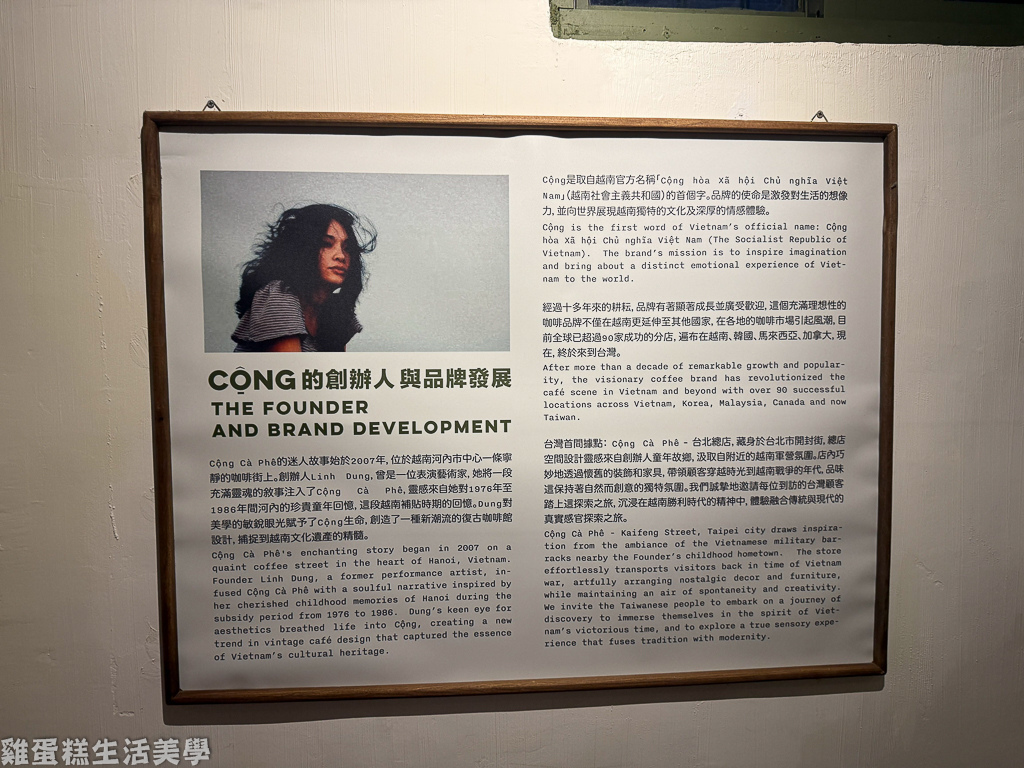 CỘNG 的創辦人與品牌發展
THE FOUNDER
AND BRAND DEVELOPMENT
Cộng Cà Phê的迷人故事始於2007年, 位於越南河內市中心一條寧
靜的咖啡街上。創辦人Linh Dung, 曾是一位表演藝術家, 她將一段
充滿靈魂的敘事注入了Cộng Cà Phê, 靈感來自她對1976年至
1986年間河內的珍貴童年回憶, 這段越南補貼時期的回憶。Dung對
美學的敏銳眼光賦予了Cộng生命, 創造了一種新潮流的復古咖啡館
設計, 捕捉到越南文化遺產的精髓。
Cộng Cà Phê's enchanting story began in 2007 on a
quaint coffee street in the heart of Hanoi, Vietnam.
Founder Linh Dung, a former performance artist, in-
fused Cộng Cà Phê with a soulful narrative inspired by
her cherished childhood memories of Hanoi during the
subsidy period from 1976 to 1986. Dung's keen eye for
aesthetics breathed life into Cộng, creating a new
trend in vintage café design that captured the essence
of Vietnam's cultural heritage.
Cộng是取自越南官方名稱「Cộng hòa Xã hội Chủ nghĩa Việt
Nam」(越南社會主義共和國)的首個字。品牌的使命是激發對生活的想像
力, 並向世界展現越南獨特的文化及深厚的情感體驗。
Cộng is the first word of Vietnam's official name: Cộng
hòa Xã hội Chủ nghĩa Việt Nam (The Socialist Republic of
Vietnam). The brand's mission is to inspire imagination
and bring about a distinct emotional experience of Viet-
nam to the world.
經過十多年來的耕耘, 品牌有著顯著成長並廣受歡迎, 這個充滿理想性的
咖啡品牌不僅在越南更延伸至其他國家, 在各地的咖啡市場引起風潮, 目
前全球已超過90家成功的分店, 遍布在越南、韓國、馬來西亞、加拿大, 現
在, 終於來到台灣。
After more than a decade of remarkable growth and popular-
ity, the visionary coffee brand has revolutionized the
café scene in Vietnam and beyond with over 90 successful
locations across Vietnam, Korea, Malaysia, Canada and now
Taiwan.
台灣首間據點: Cộng Cà Phê - 台北總店, 藏身於台北市開封街, 總店
空間設計靈感來自創辦人童年故鄉, 汲取自附近的越南軍營氛圍。店內巧
妙地透過懷舊的裝飾和家具, 帶領顧客穿越時光到越南戰爭的年代, 品味
這保持著自然而創意的獨特氛圍。我們誠摯地邀請每位到訪的台灣顧客
踏上這探索之旅, 沉浸在越南勝利時代的精神中, 體驗融合傳統與現代的
真實感官探索之旅。
Cộng Cà Phê - Kaifeng Street, Taipei city draws inspira-
tion from the ambiance of the Vietnamese military bar-
racks nearby the Founder's childhood hometown. The store
effortlessly transports visitors back in time of Vietnam
war, artfully arranging nostalgic decor and furniture,
while maintaining an air of spontaneity and creativity.
We invite the Taiwanese people to embark on a journey of
discovery to immerse themselves in the spirit of Viet-
nam's victorious time, and to explore a true sensory expe-
rience that fuses tradition with modernity.
雞蛋糕生活美學